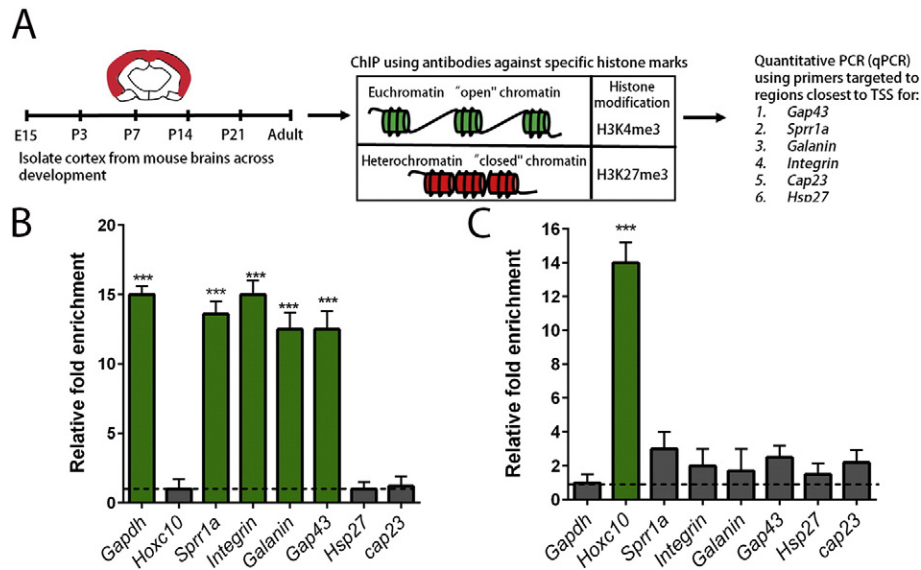 A
E15 P3 P7 P14 P21 Adult
Isolate cortex from mouse brains across
development
ChIP using antibodies against specific histone marks
Euchromatin "open" chromatin
Histone
modification
H3K4me3
Heterochromatin "closed" chromatin
H3K27me3
Quantitative PCR (qPCR)
using primers targeted to
regions closest to TSS for:
1. Gap43
2. Sprr1a
3. Galanin
4. Integrin
5. Cap23
6. Hsp27
B
Relative fold enrichment
20
15
10
5
0
***
***
***
***
***
Gapdh
Hoxc10
Sprr1a
Integrin
Galanin
Gap43
Hsp27
cap23
C
Relative fold enrichment
16
14
12
10
8
6
4
2
0
***
Gapdh
Hoxc10
Sprr1a
Integrin
Galanin
Gap43
Hsp27
cap23